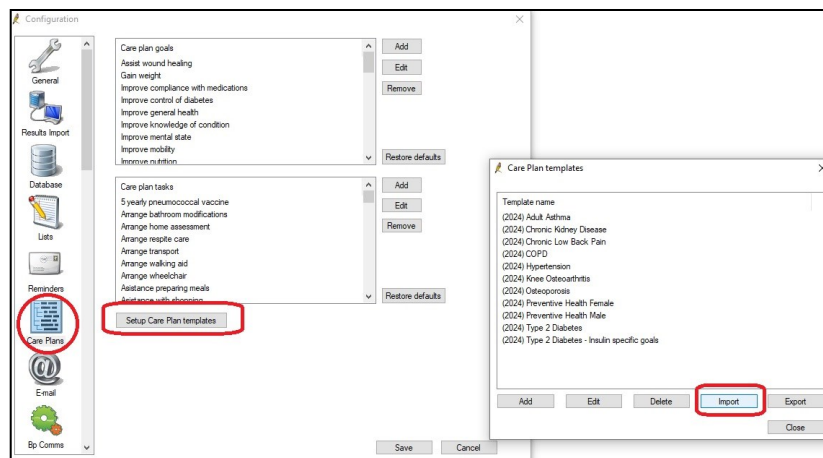 Configuration
General
Results Import
Database
Lists
Reminders
Care Plans
E-mail
Bp Comms
Care plan goals
Assist wound healing
Gain weight
Improve compliance with medications
Improve control of diabetes
Improve general health
Improve knowledge of condition
Improve mental state
Improve mobility
Improve nutrition
Add
Edit
Remove
Restore defaults
Care plan tasks
5 yearly pneumococcal vaccine
Arrange bathroom modifications
Arrange home assessment
Arrange respite care
Arrange transport
Arrange walking aid
Arrange wheelchair
Asistance preparing meals
Asistance with shopping
Add
Edit
Remove
Restore defaults
Setup Care Plan templates
Save Cancel
Care Plan templates
Template name
(2024) Adult Asthma
(2024) Chronic Kidney Disease
(2024) Chronic Low Back Pain
(2024) COPD
(2024) Hypertension
(2024) Knee Osteoarthritis
(2024) Osteoporosis
(2024) Preventive Health Female
(2024) Preventive Health Male
(2024) Type 2 Diabetes
(2024) Type 2 Diabetes - Insulin specific goals
Add Edit Delete Import Export
Close